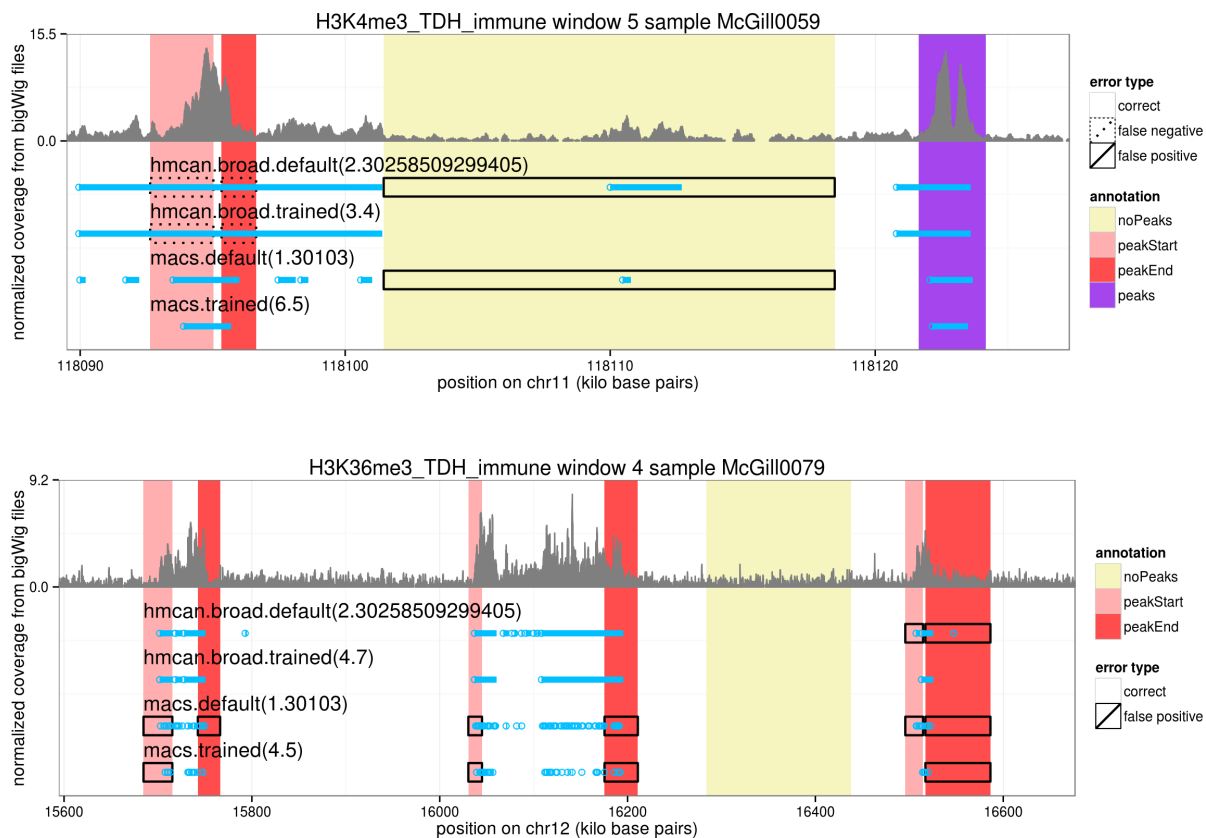 H3K4me3_TDH_immune window 5 sample McGill0059
15.5
0.0
normalized coverage from bigWig files
hmcan.broad.default(2.30258509299405)
hmcan.broad.trained(3.4)
macs.default(1.30103)
macs.trained(6.5)
118090
118100
118110
118120
position on chr11 (kilo base pairs)
error type
correct
false negative
false positive
annotation
noPeaks
peakStart
peakEnd
peaks
H3K36me3_TDH_immune window 4 sample McGill0079
9.2
0.0
normalized coverage from bigWig files
hmcan.broad.default(2.30258509299405)
hmcan.broad.trained(4.7)
macs.default(1.30103)
macs.trained(4.5)
15600
15800
16000
16200
16400
16600
position on chr12 (kilo base pairs)
annotation
noPeaks
peakStart
peakEnd
error type
correct
false positive